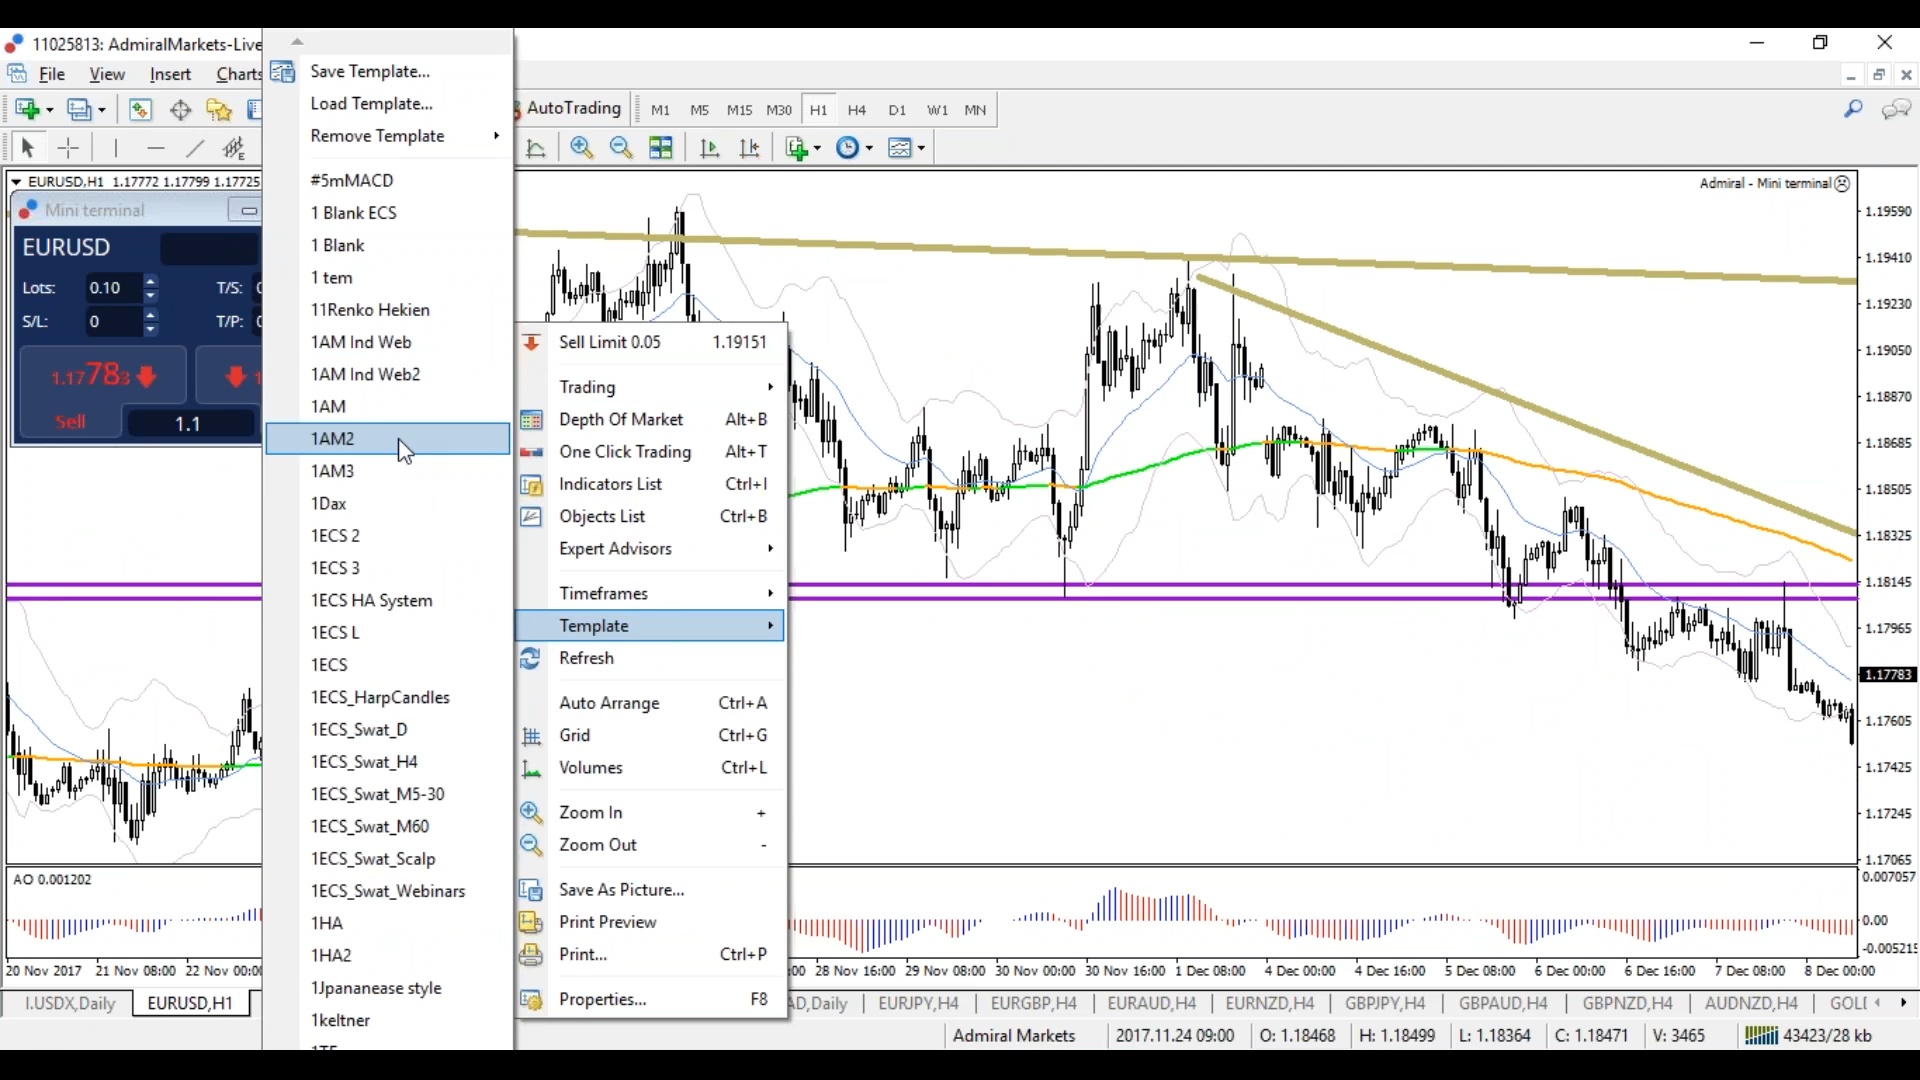 11025813: AdmiralMarkets-Live
File View Insert Charts
AutoTrading M1 M5 M15 M30 H1 H4 D1 W1 MN
EURUSD,H1 1.17772 1.17799 1.17725
Admiral - Mini terminal
Mini terminal
EURUSD
Lots: 0.10 T/S:
S/L: 0 T/P:
1.17783
Sell 1.1
Save Template...
Load Template...
Remove Template
#5mMACD
1 Blank ECS
1 Blank
1 tem
11Renko Hekien
1AM Ind Web
1AM Ind Web2
1AM
1AM2
1AM3
1Dax
1ECS 2
1ECS 3
1ECS HA System
1ECS L
1ECS
1ECS_HarpCandles
1ECS_Swat_D
1ECS_Swat_H4
1ECS_Swat_M5-30
1ECS_Swat_M60
1ECS_Swat_Scalp
1ECS_Swat_Webinars
1HA
1HA2
1Jpananease style
1keltner
Sell Limit 0.05 1.19151
Trading
Depth Of Market Alt+B
One Click Trading Alt+T
Indicators List Ctrl+I
Objects List Ctrl+B
Expert Advisors
Timeframes
Template
Refresh
Auto Arrange Ctrl+A
Grid Ctrl+G
Volumes Ctrl+L
Zoom In +
Zoom Out -
Save As Picture...
Print Preview
Print... Ctrl+P
Properties... F8
1.19590
1.19410
1.19230
1.19050
1.18870
1.18685
1.18505
1.18325
1.18145
1.17965
1.17783
1.17605
1.17425
1.17245
1.17065
AO 0.001202
0.007057
0.00
-0.005215
20 Nov 2017 21 Nov 08:00 22 Nov 00:00 28 Nov 16:00 29 Nov 08:00 30 Nov 00:00 30 Nov 16:00 1 Dec 08:00 4 Dec 00:00 4 Dec 16:00 5 Dec 08:00 6 Dec 00:00 6 Dec 16:00 7 Dec 08:00 8 Dec 00:00
I.USDX,Daily EURUSD,H1 AD,Daily EURJPY,H4 EURGBP,H4 EURAUD,H4 EURNZD,H4 GBPJPY,H4 GBPAUD,H4 GBPNZD,H4 AUDNZD,H4
Admiral Markets 2017.11.24 09:00 O: 1.18468 H: 1.18499 L: 1.18364 C: 1.18471 V: 3465 43423/28 kb